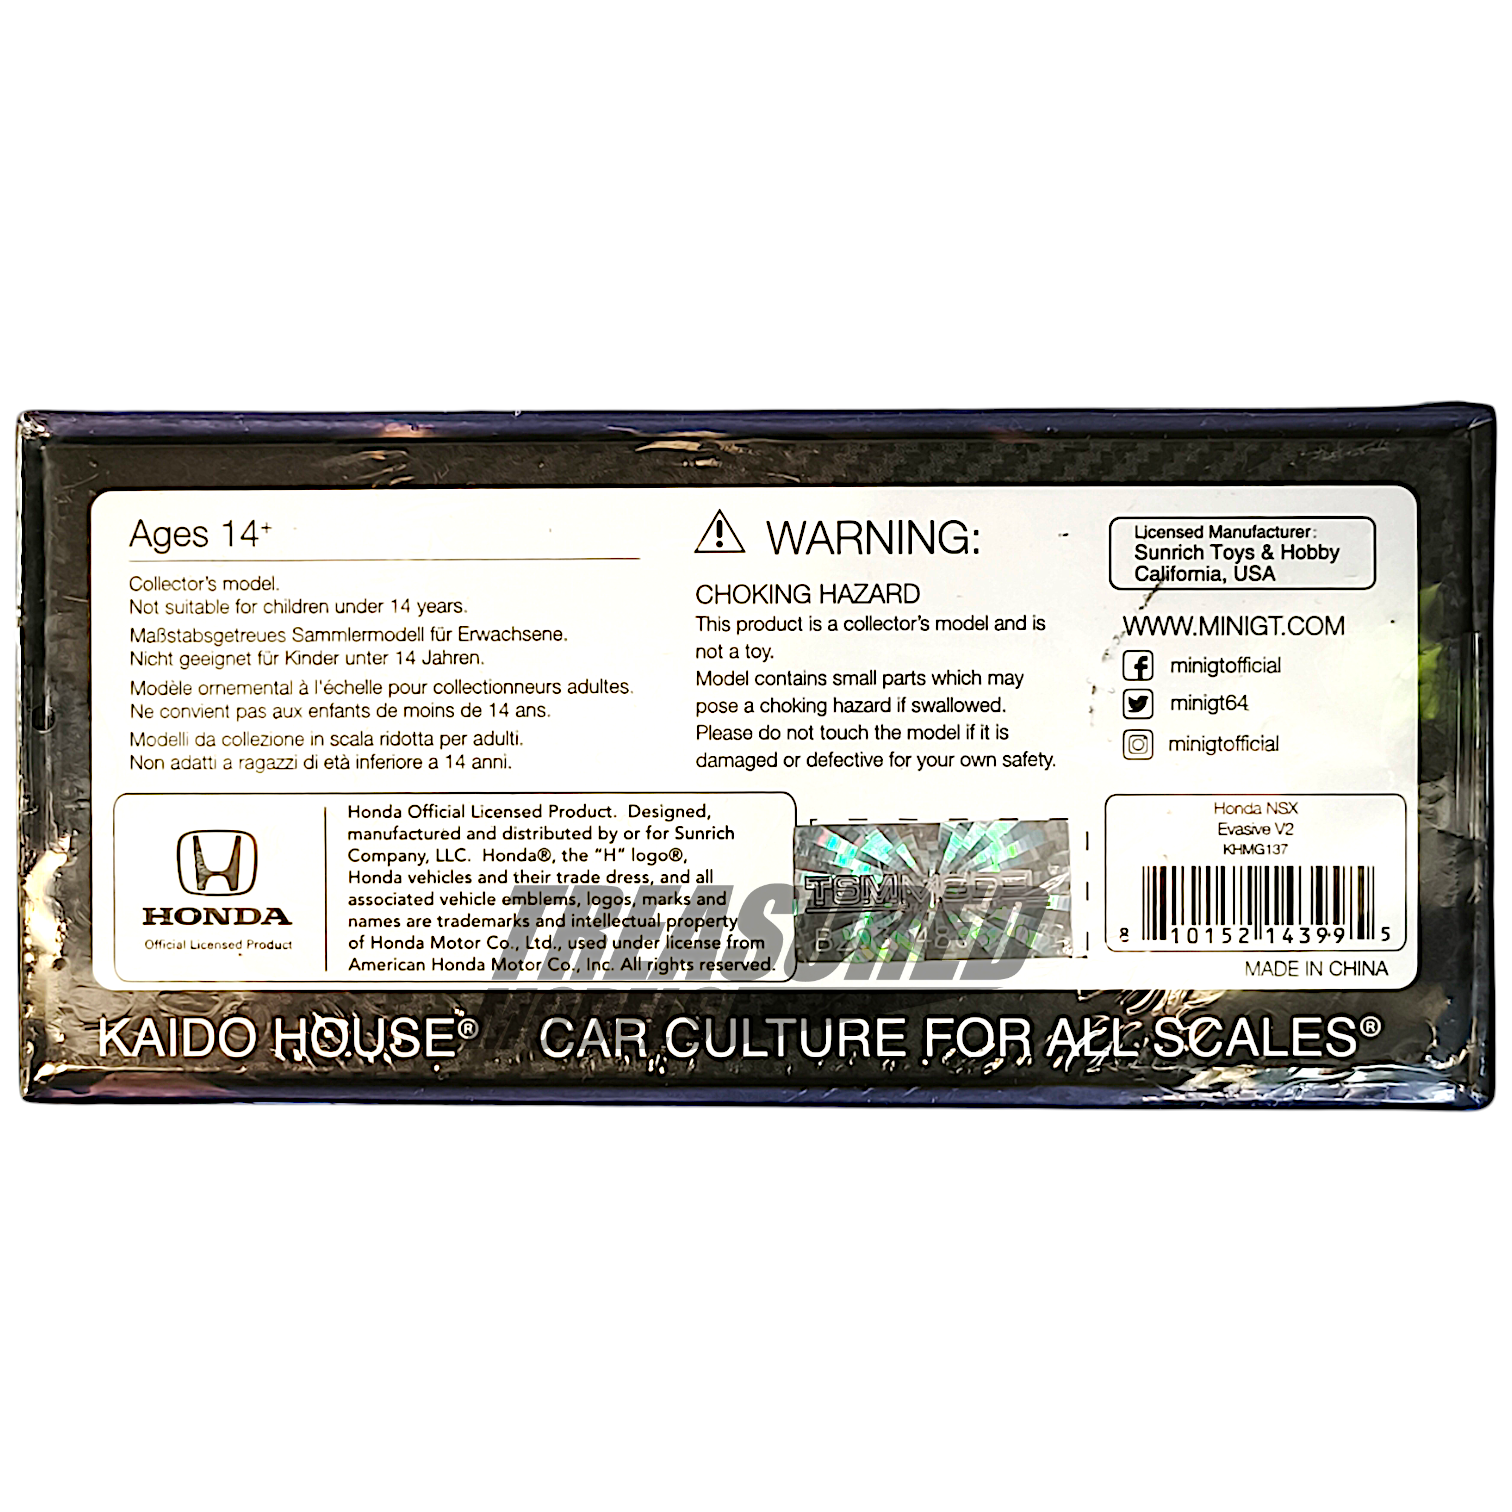 Ages 14+
Collector's model.
Not suitable for children under 14 years.
Maßstabsgetreues Sammlermodell für Erwachsene.
Nicht geeignet für Kinder unter 14 Jahren.
Modèle ornemental à l'échelle pour collectionneurs adultes.
Ne convient pas aux enfants de moins de 14 ans.
Modelli da collezione in scala ridotta per adulti.
Non adatti a ragazzi di età inferiore a 14 anni.
WARNING:
CHOKING HAZARD
This product is a collector's model and is
not a toy.
Model contains small parts which may
pose a choking hazard if swallowed.
Please do not touch the model if it is
damaged or defective for your own safety.
Licensed Manufacturer:
Sunrich Toys & Hobby
California, USA
WWW.MINIGT.COM
minigtofficial
minigt64
minigtofficial
HONDA
Official Licensed Product
Honda Official Licensed Product. Designed,
manufactured and distributed by or for Sunrich
Company, LLC. Honda®, the "H" logo®,
Honda vehicles and their trade dress, and all
associated vehicle emblems, logos, marks and
names are trademarks and intellectual property
of Honda Motor Co., Ltd., used under license from
American Honda Motor Co., Inc. All rights reserved.
TREASURED
TSMMODEL
Honda NSX
Evasive V2
KHMG137
8 10152 14399 5
MADE IN CHINA
KAIDO HOUSE® CAR CULTURE FOR ALL SCALES®